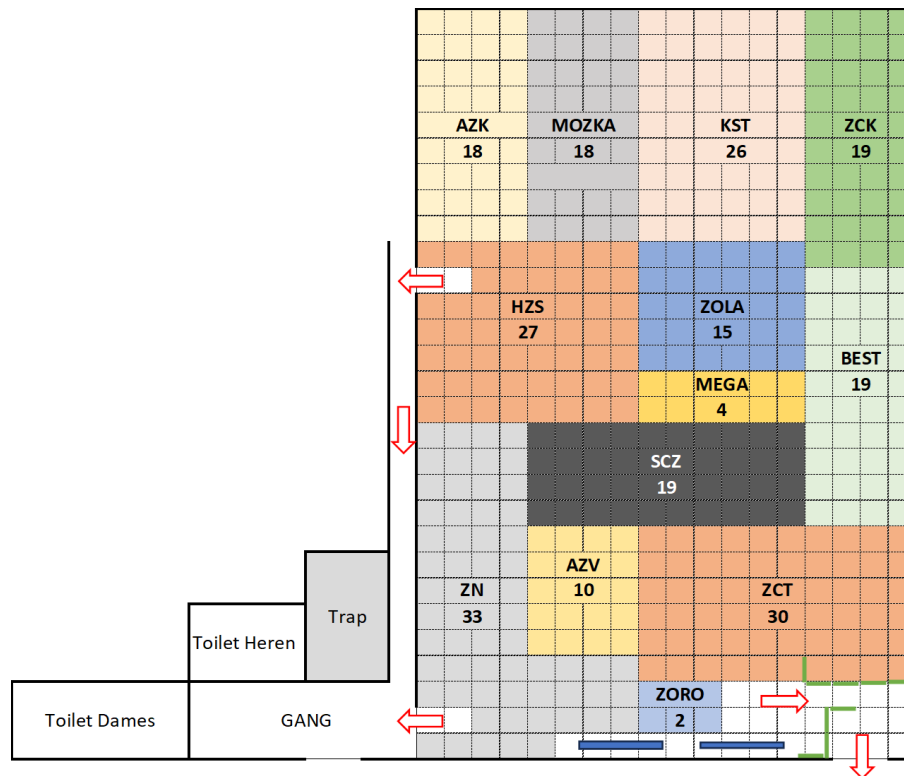 AZK
18
MOZKA
18
KST
26
ZCK
19
HZS
27
ZOLA
15
BEST
19
MEGA
4
SCZ
19
ZN
33
AZV
10
ZCT
30
Trap
Toilet Heren
ZORO
2
Toilet Dames
GANG